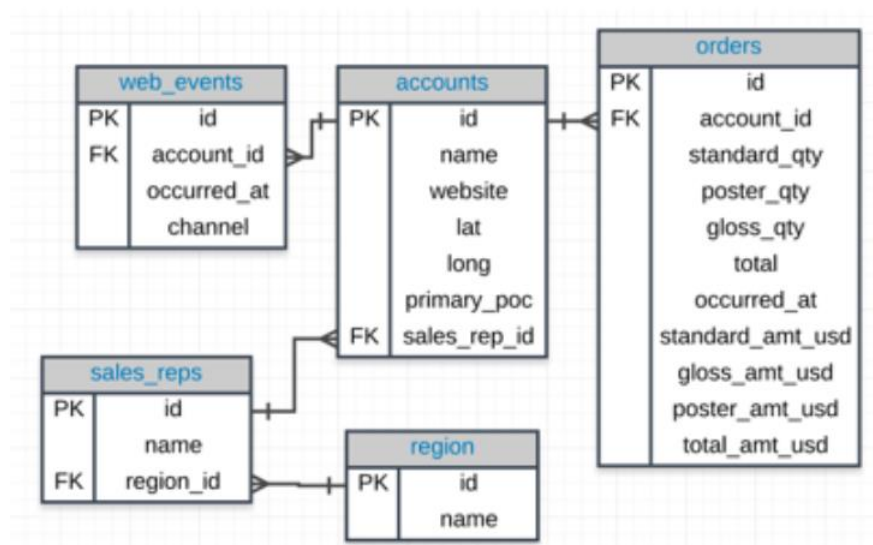 web_events
PK id
FK account_id
occurred_at
channel
accounts
PK id
name
website
lat
long
primary_poc
FK sales_rep_id
orders
PK id
FK account_id
standard_qty
poster_qty
gloss_qty
total
occurred_at
standard_amt_usd
gloss_amt_usd
poster_amt_usd
total_amt_usd
sales_reps
PK id
name
FK region_id
region
PK id
name